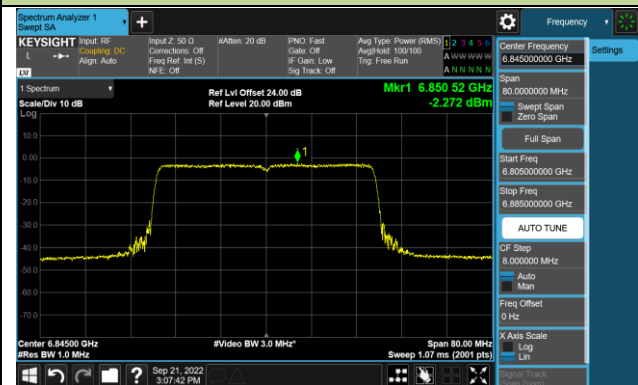 Spectrum Analyzer 1
Swept SA
Frequency
KEYSIGHT
Input: RF
Coupling: DC
Align: Auto
Input Z: 50 Ω
Corrections: Off
Freq Ref: Int (S)
NFE: Off
#Atten: 20 dB
PNO: Fast
Gate: Off
IF Gain: Low
Sig Track: Off
Avg Type: Power (RMS)
Avg|Hold: 100/100
Trig: Free Run
1 2 3 4 5 6
A W W W W W
A N N N N N
L
LXI
1 Spectrum
Scale/Div 10 dB
Log
Ref Lvl Offset 24.00 dB
Ref Level 20.00 dBm
Mkr1 6.850 52 GHz
-2.272 dBm
10.0
0.00
-10.0
-20.0
-30.0
-40.0
-50.0
-60.0
-70.0
1
Center 6.84500 GHz
#Res BW 1.0 MHz
#Video BW 3.0 MHz*
Span 80.00 MHz
Sweep 1.07 ms (2001 pts)
Center Frequency
6.845000000 GHz
Settings
Span
80.0000000 MHz
Swept Span
Zero Span
Full Span
Start Freq
6.805000000 GHz
Stop Freq
6.885000000 GHz
AUTO TUNE
CF Step
8.000000 MHz
Auto
Man
Freq Offset
0 Hz
X Axis Scale
Log
Lin
Signal Track
Sep 21, 2022
3:07:42 PM